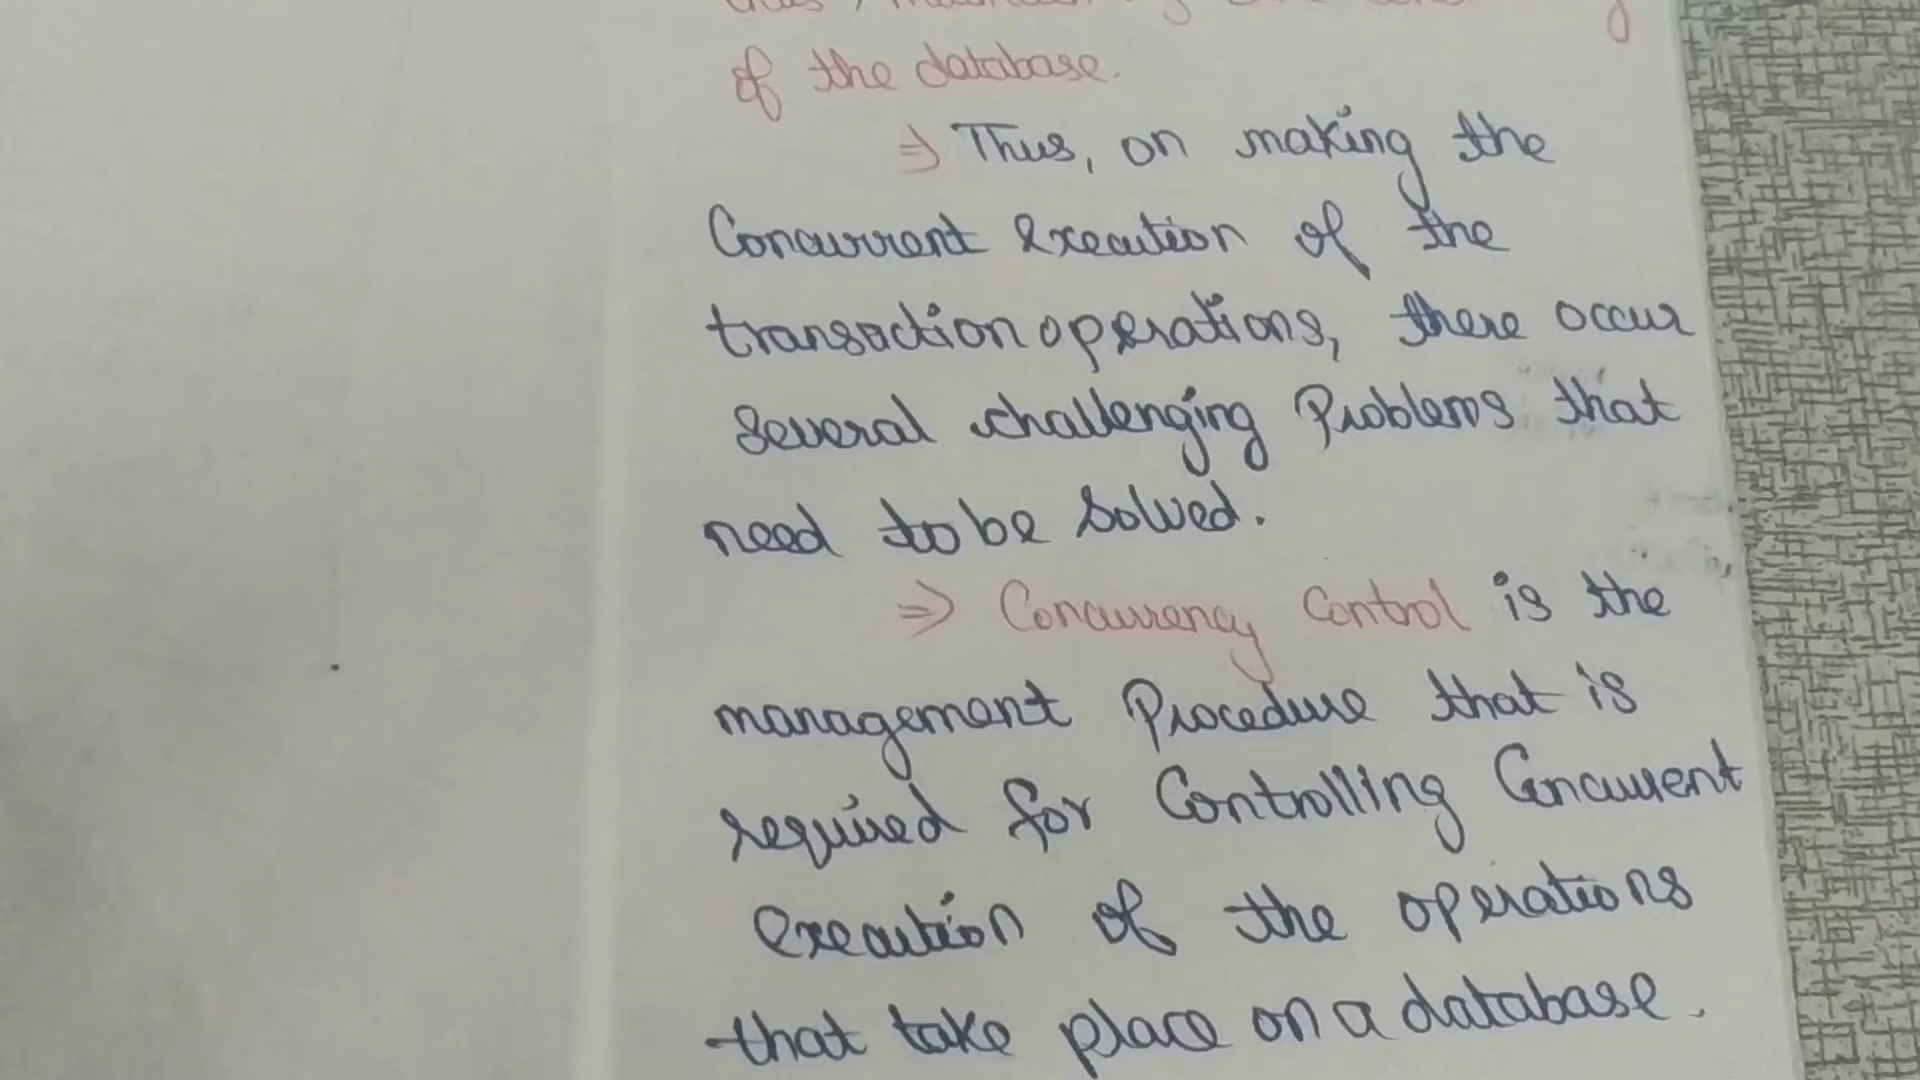 of the database.
⇒ Thus, on making the
Concurrent execution of the
transaction operations, there occur
several challenging Problems that
need to be solved.
⇒ Concurrency Control is the
management Procedure that is
required for Controlling Concurrent
execution of the operations
that take place on a database.